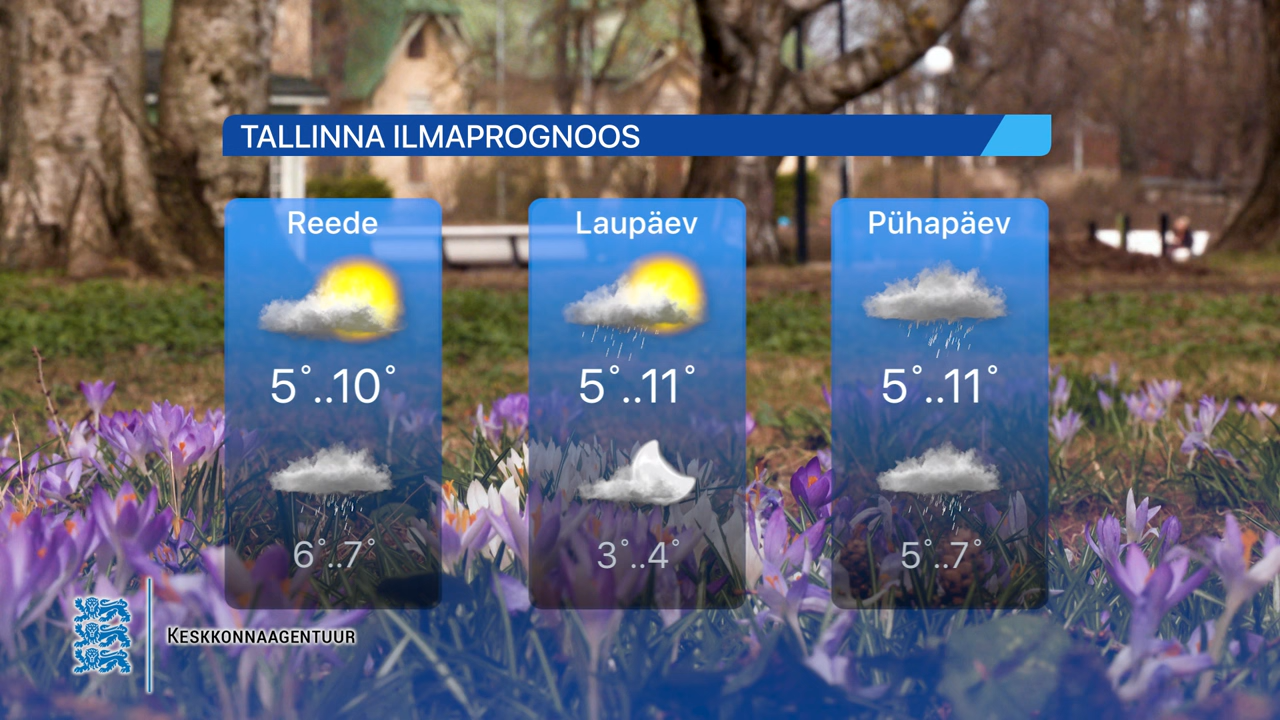 TALLINNA ILMAPROGNOOS
Reede
5°..10°
6°..7°
Laupäev
5°..11°
3°..4°
Pühapäev
5°..11°
5°..7°
KESKKONNAAGENTUUR